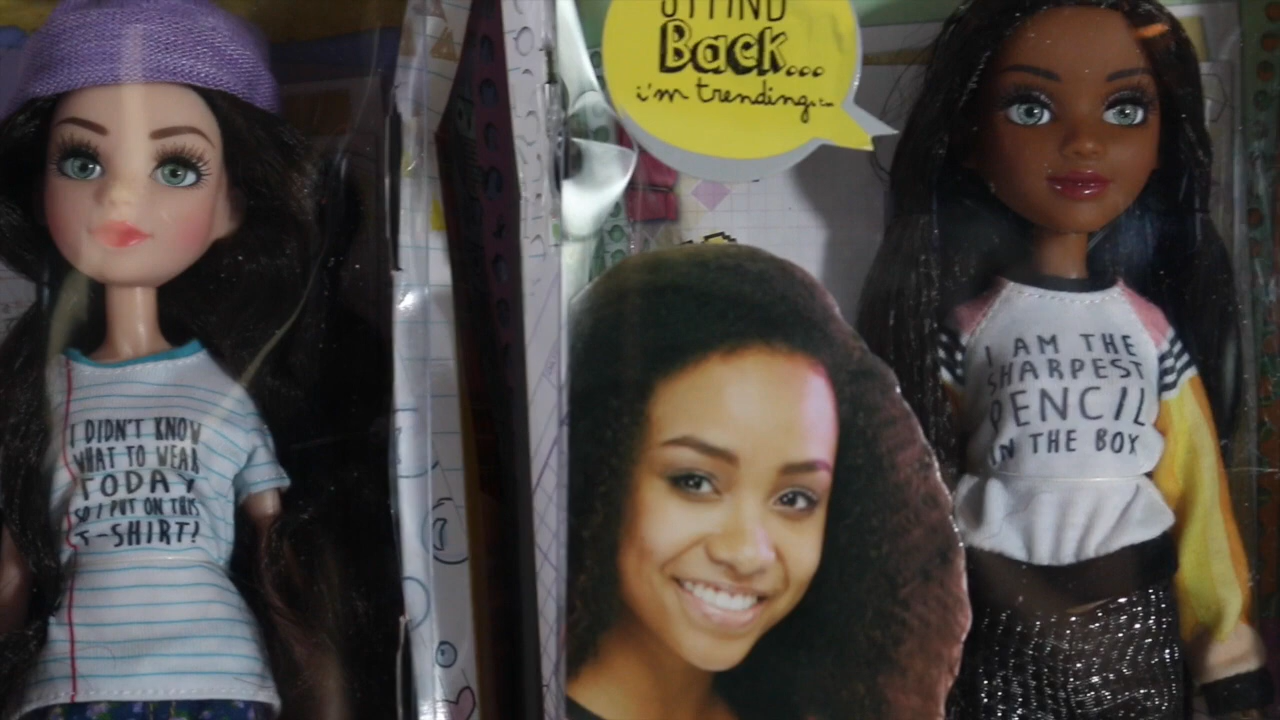 I DIDN'T KNOW
WHAT TO WEAR
TODAY
SO I PUT ON THIS
T-SHIRT?
STAND
Back...
i'm trending...
I AM THE
SHARPEST
PENCIL
IN THE BOX